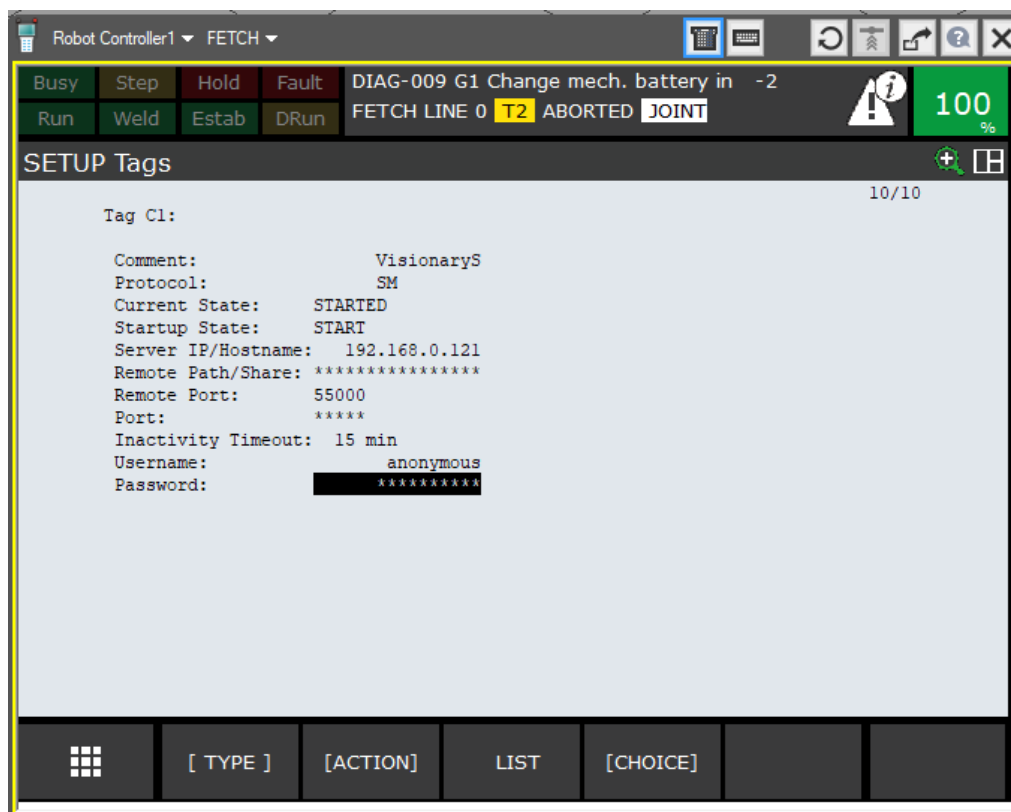 Robot Controller1 FETCH
Busy Step Hold Fault DIAG-009 G1 Change mech. battery in -2
Run Weld Estab DRun FETCH LINE 0 T2 ABORTED JOINT
100
%
SETUP Tags
10/10
Tag C1:
Comment: VisionaryS
Protocol: SM
Current State: STARTED
Startup State: START
Server IP/Hostname: 192.168.0.121
Remote Path/Share: ****************
Remote Port: 55000
Port: *****
Inactivity Timeout: 15 min
Username: anonymous
Password: **********
[ TYPE ] [ACTION] LIST [CHOICE]